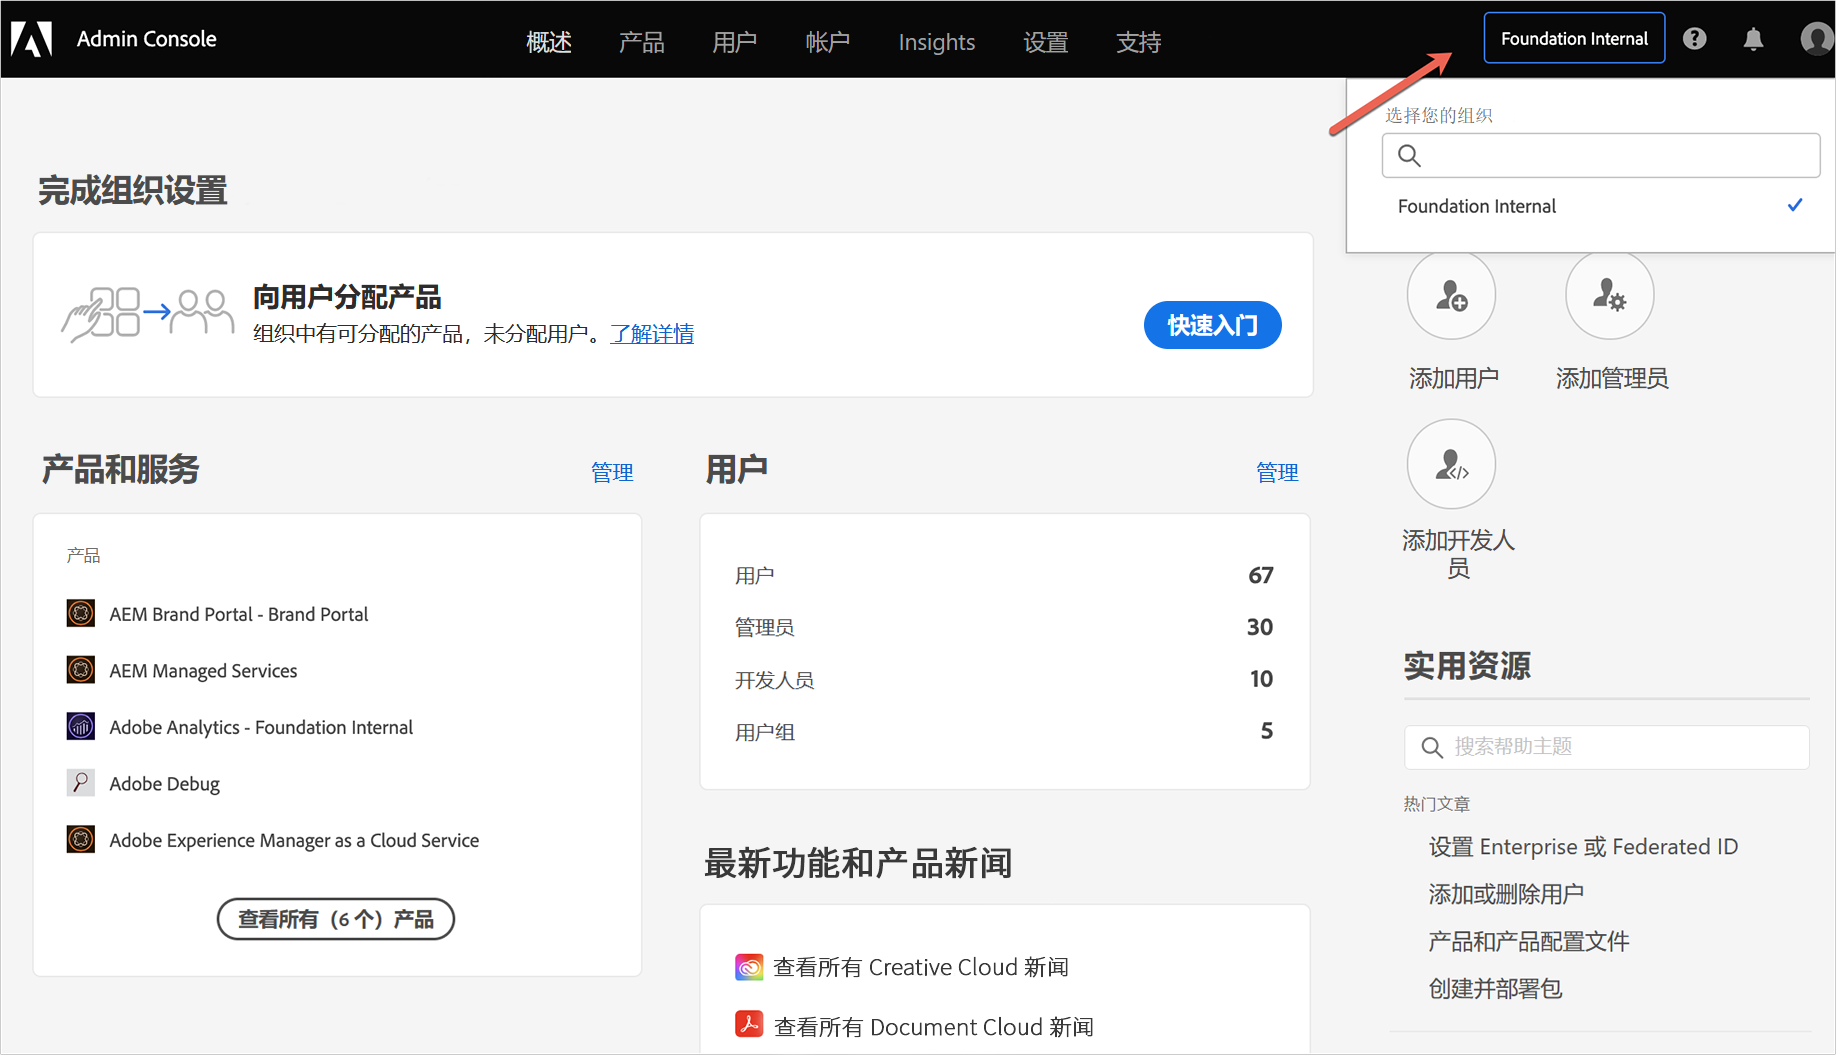 Admin Console
概述 产品 用户 帐户 Insights 设置 支持
Foundation Internal
选择您的组织
Foundation Internal
完成组织设置
向用户分配产品
组织中有可分配的产品，未分配用户。了解详情
快速入门
添加用户
添加管理员
添加开发人
员
产品和服务
管理
产品
AEM Brand Portal - Brand Portal
AEM Managed Services
Adobe Analytics - Foundation Internal
Adobe Debug
Adobe Experience Manager as a Cloud Service
查看所有（6 个）产品
用户
管理
用户 67
管理员 30
开发人员 10
用户组 5
最新功能和产品新闻
查看所有 Creative Cloud 新闻
查看所有 Document Cloud 新闻
实用资源
搜索帮助主题
热门文章
设置 Enterprise 或 Federated ID
添加或删除用户
产品和产品配置文件
创建并部署包